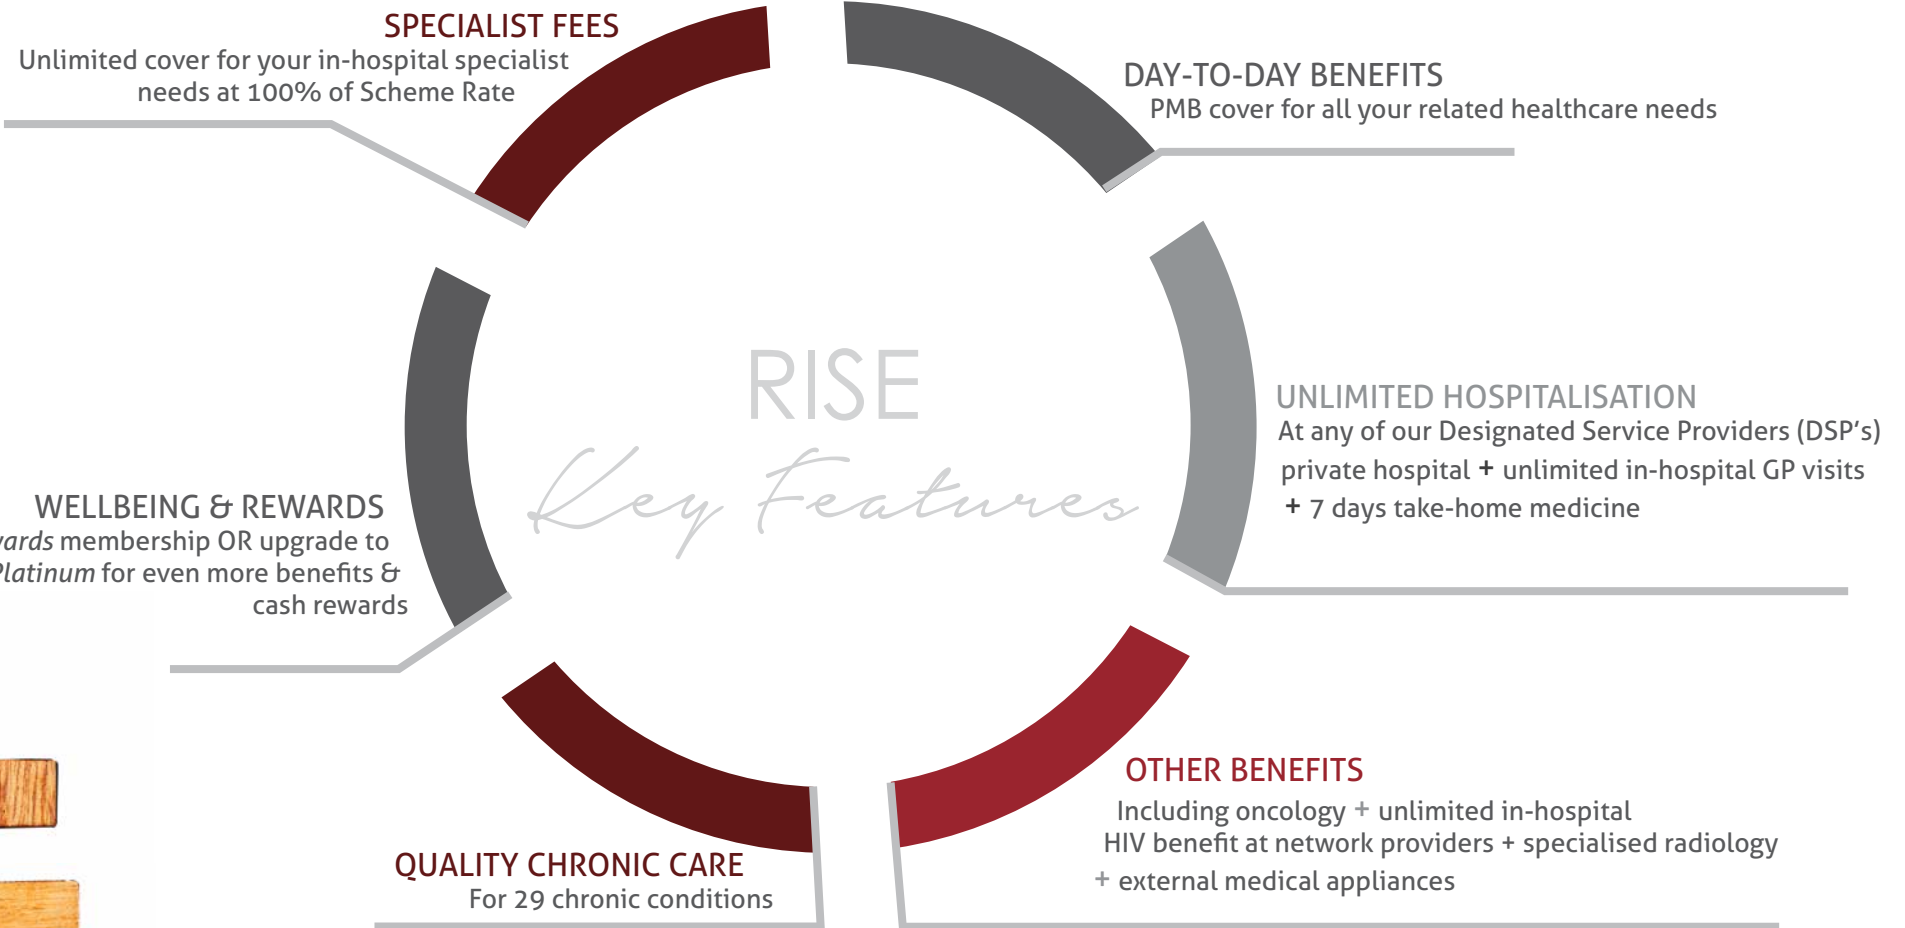 SPECIALIST FEES
Unlimited cover for your in-hospital specialist
needs at 100% of Scheme Rate
DAY-TO-DAY BENEFITS
PMB cover for all your related healthcare needs
UNLIMITED HOSPITALISATION
At any of our Designated Service Providers (DSP's)
private hospital + unlimited in-hospital GP visits
+ 7 days take-home medicine
RISE
Key Features
WELLBEING & REWARDS
membership OR upgrade to
Platinum for even more benefits &
cash rewards
OTHER BENEFITS
Including oncology + unlimited in-hospital
HIV benefit at network providers + specialised radiology
+ external medical appliances
QUALITY CHRONIC CARE
For 29 chronic conditions